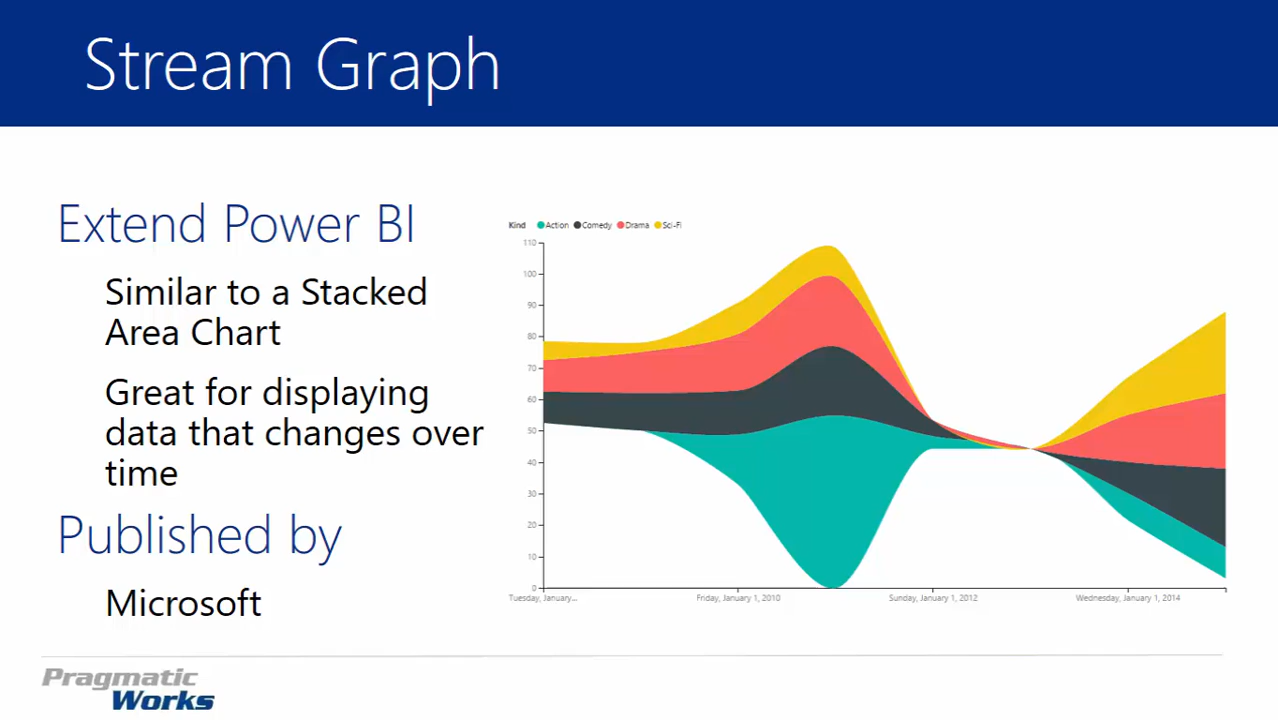 Stream Graph
Extend Power BI
Similar to a Stacked
Area Chart
Great for displaying
data that changes over
time
Published by
Microsoft
Kind Action Comedy Drama Sci-Fi
110
100
90
80
70
60
50
40
30
20
10
0
Tuesday, January... Friday, January 1, 2010 Sunday, January 1, 2012 Wednesday, January 1, 2014
Pragmatic
Works